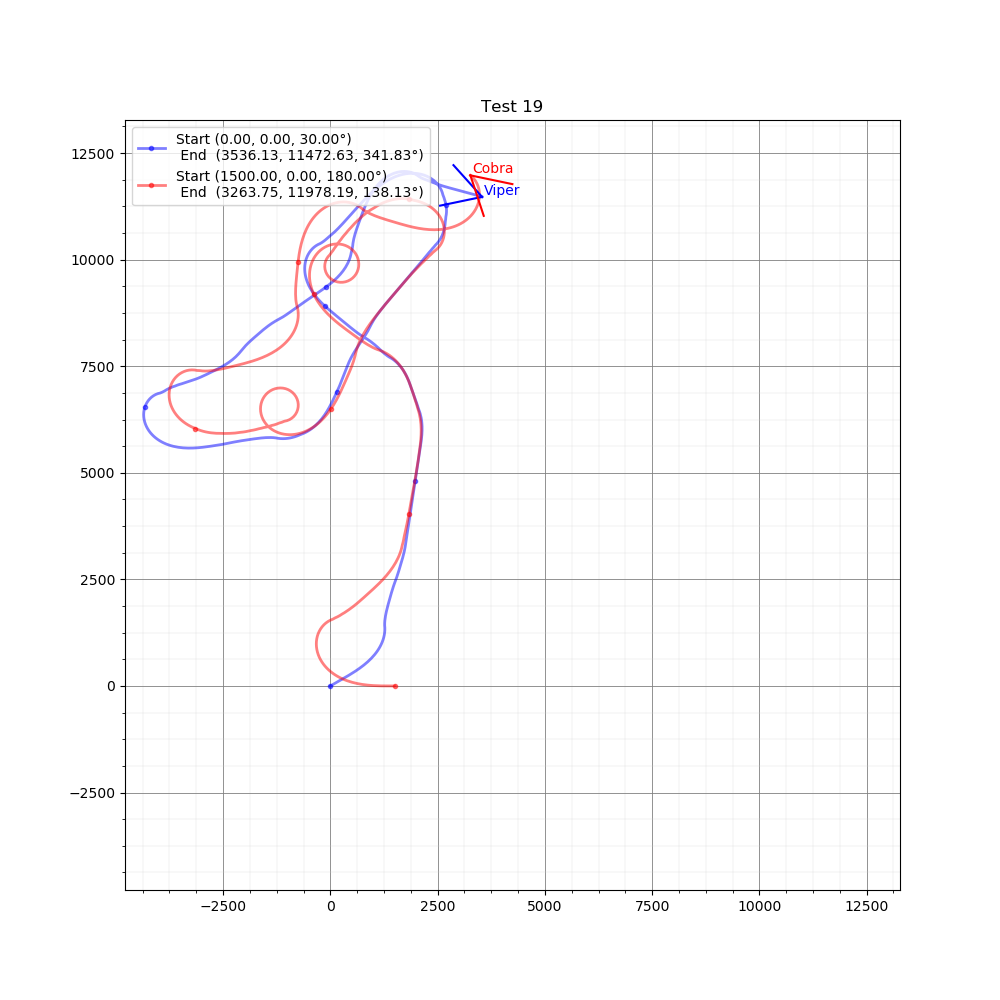 Test 19
Start (0.00, 0.00, 30.00°)
End  (3536.13, 11472.63, 341.83°)
Start (1500.00, 0.00, 180.00°)
End  (3263.75, 11978.19, 138.13°)
Cobra
Viper
12500
10000
7500
5000
2500
0
−2500
−2500 0 2500 5000 7500 10000 12500